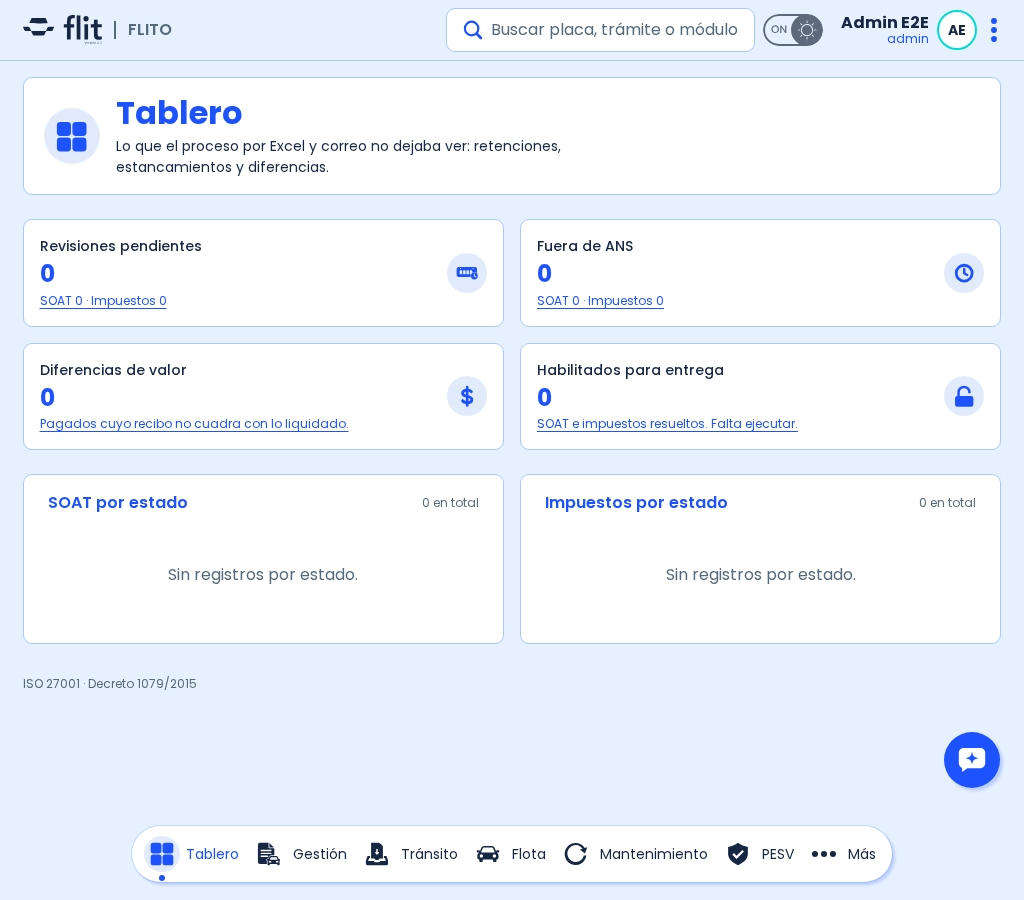 flit | FLITO
Buscar placa, trámite o módulo
ON
Admin E2E
admin
AE
Tablero
Lo que el proceso por Excel y correo no dejaba ver: retenciones,
estancamientos y diferencias.
Revisiones pendientes
0
SOAT 0 · Impuestos 0
Fuera de ANS
0
SOAT 0 · Impuestos 0
Diferencias de valor
0
Pagados cuyo recibo no cuadra con lo liquidado.
Habilitados para entrega
0
SOAT e impuestos resueltos. Falta ejecutar.
SOAT por estado
0 en total
Sin registros por estado.
Impuestos por estado
0 en total
Sin registros por estado.
ISO 27001 · Decreto 1079/2015
Tablero
Gestión
Tránsito
Flota
Mantenimiento
PESV
Más